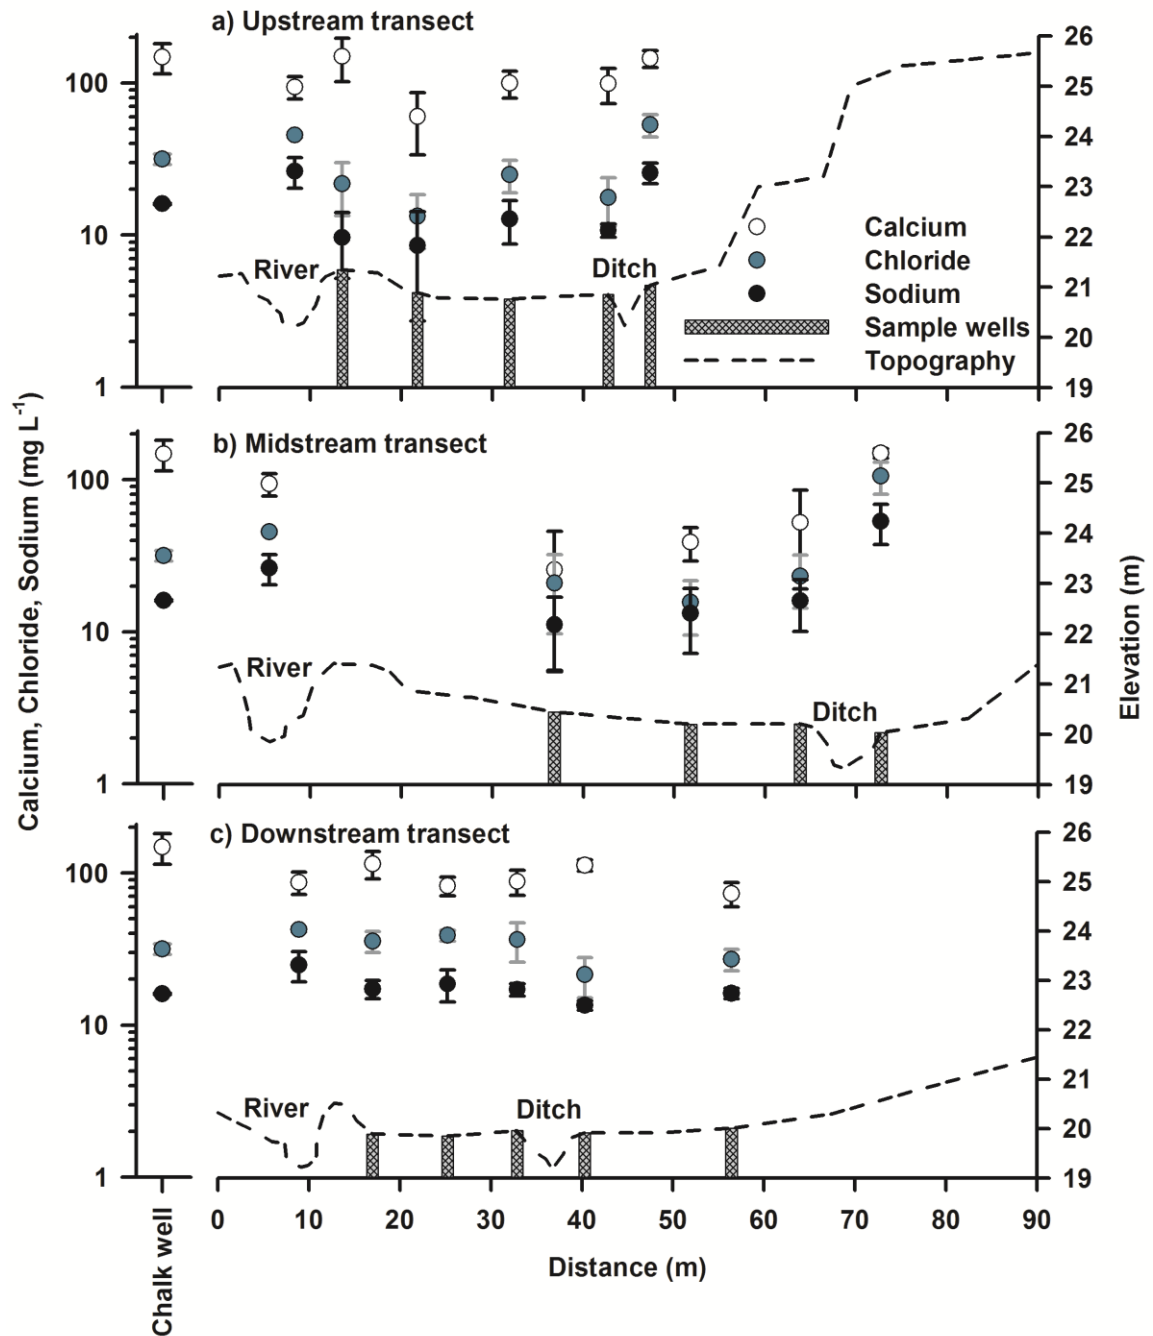 a) Upstream transect
100
10
1
River
Ditch
Calcium
Chloride
Sodium
Sample wells
Topography
26
25
24
23
22
21
20
19
b) Midstream transect
100
10
1
River
Ditch
26
25
24
23
22
21
20
19
Calcium, Chloride, Sodium (mg L⁻¹)
Elevation (m)
c) Downstream transect
100
10
1
River
Ditch
26
25
24
23
22
21
20
19
0 10 20 30 40 50 60 70 80 90
Chalk well
Distance (m)